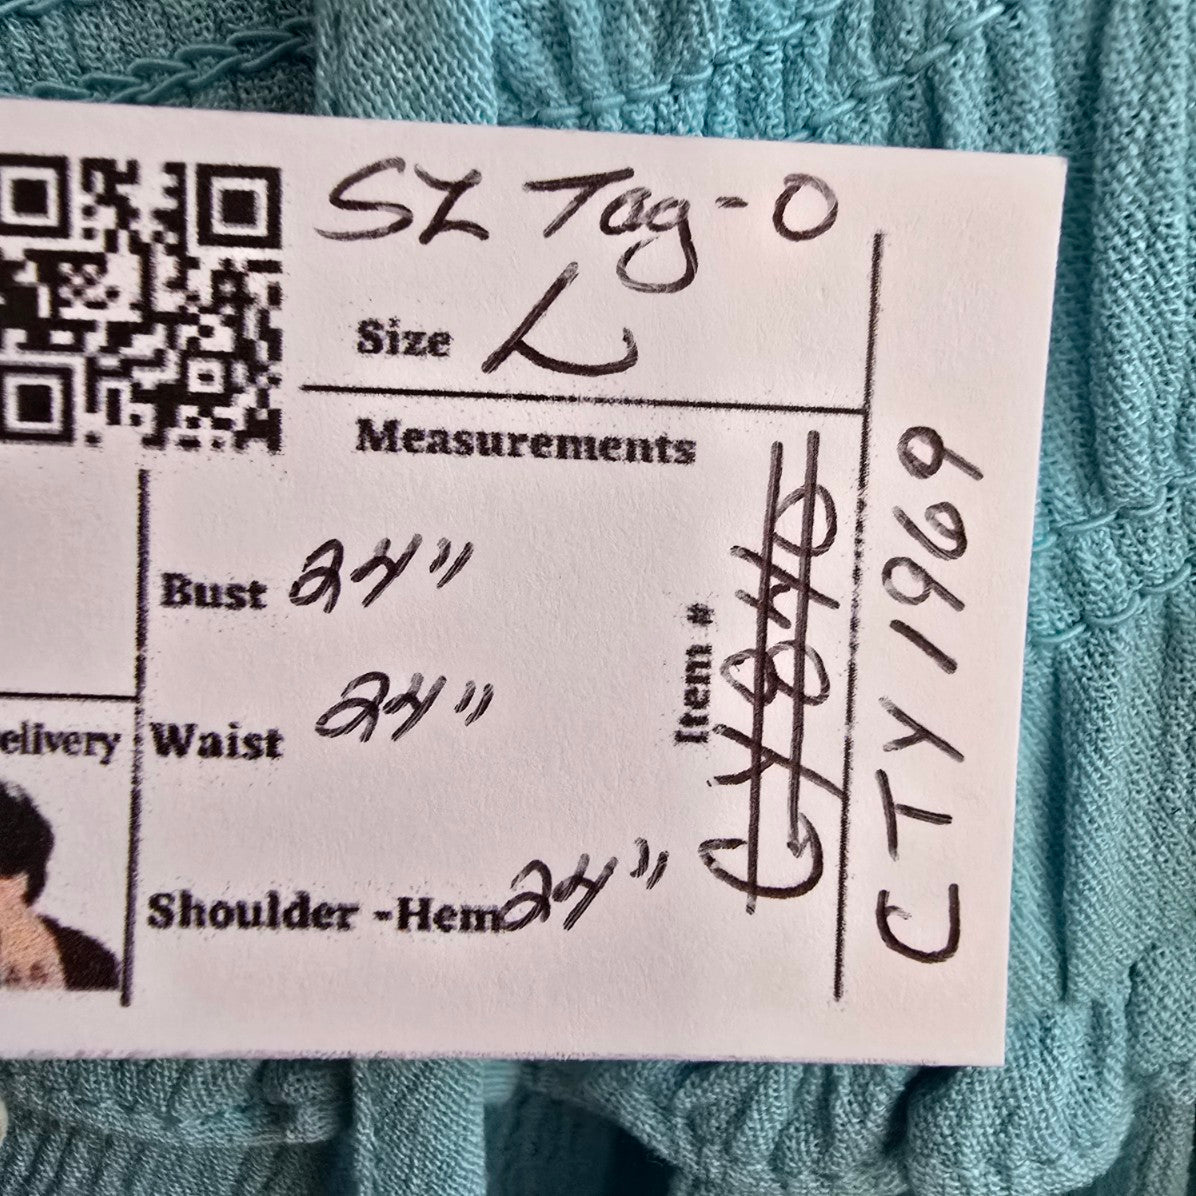 SZ Tag-0
Size L
Measurements
Bust 24"
Waist 24"
Shoulder -Hem 24"
elivery
Item #
CTY 1969